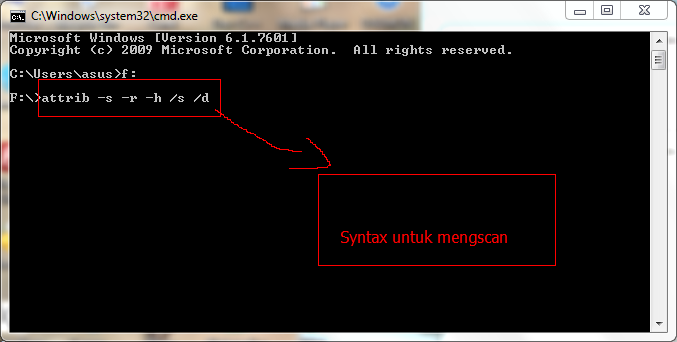 C:\Windows\system32\cmd.exe
Microsoft Windows [Version 6.1.7601]
Copyright (c) 2009 Microsoft Corporation.  All rights reserved.
C:\Users\asus>f:
F:\>attrib -s -r -h /s /d
Syntax untuk mengscan